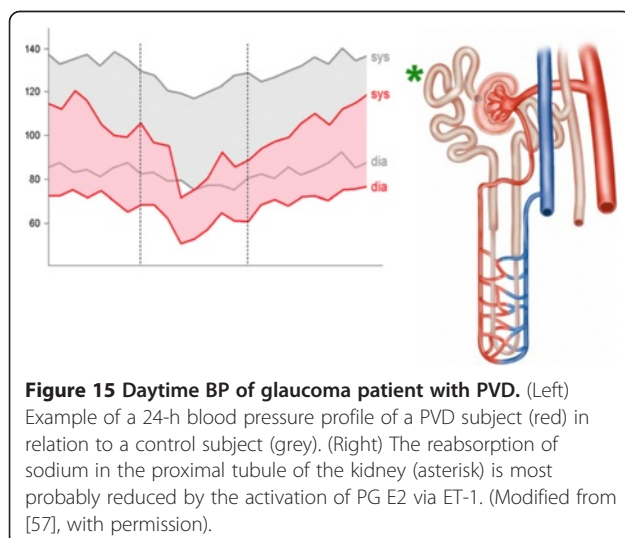 140
120
100
80
60
sys
sys
dia
dia
*
Figure 15 Daytime BP of glaucoma patient with PVD. (Left)
Example of a 24-h blood pressure profile of a PVD subject (red) in
relation to a control subject (grey). (Right) The reabsorption of
sodium in the proximal tubule of the kidney (asterisk) is most
probably reduced by the activation of PG E2 via ET-1. (Modified from
[57], with permission).